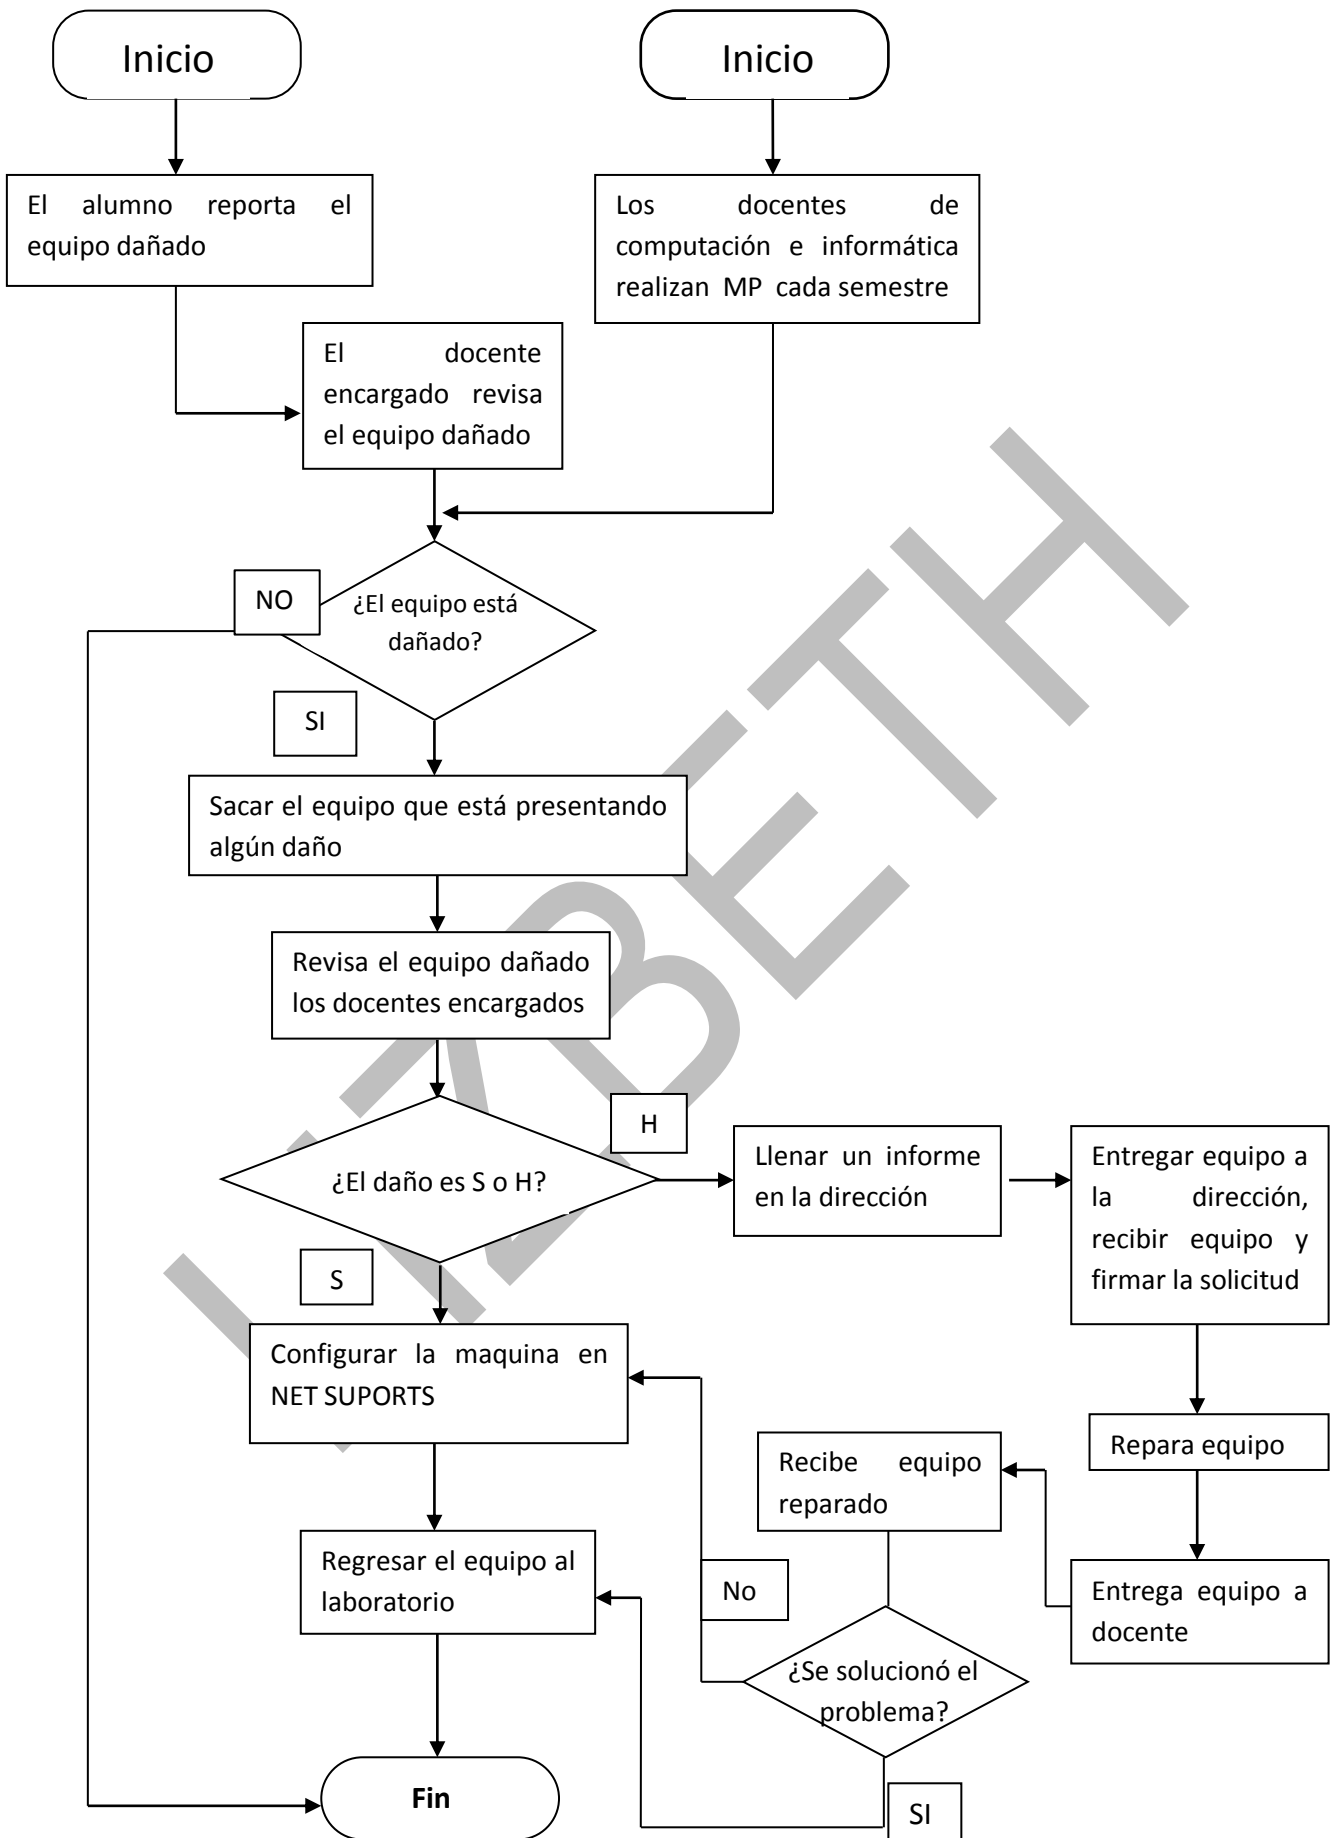 Inicio
Inicio
El alumno reporta el
equipo dañado
Los docentes de
computación e informática
realizan MP cada semestre
El docente
encargado revisa
el equipo dañado
NO
¿El equipo está
dañado?
SI
Sacar el equipo que está presentando
algún daño
Revisa el equipo dañado
los docentes encargados
H
¿El daño es S o H?
Llenar un informe
en la dirección
Entregar equipo a
la dirección,
recibir equipo y
firmar la solicitud
S
Configurar la maquina en
NET SUPORTS
Repara equipo
Recibe equipo
reparado
Regresar el equipo al
laboratorio
No
Entrega equipo a
docente
¿Se solucionó el
problema?
Fin
SI
LIZBETH